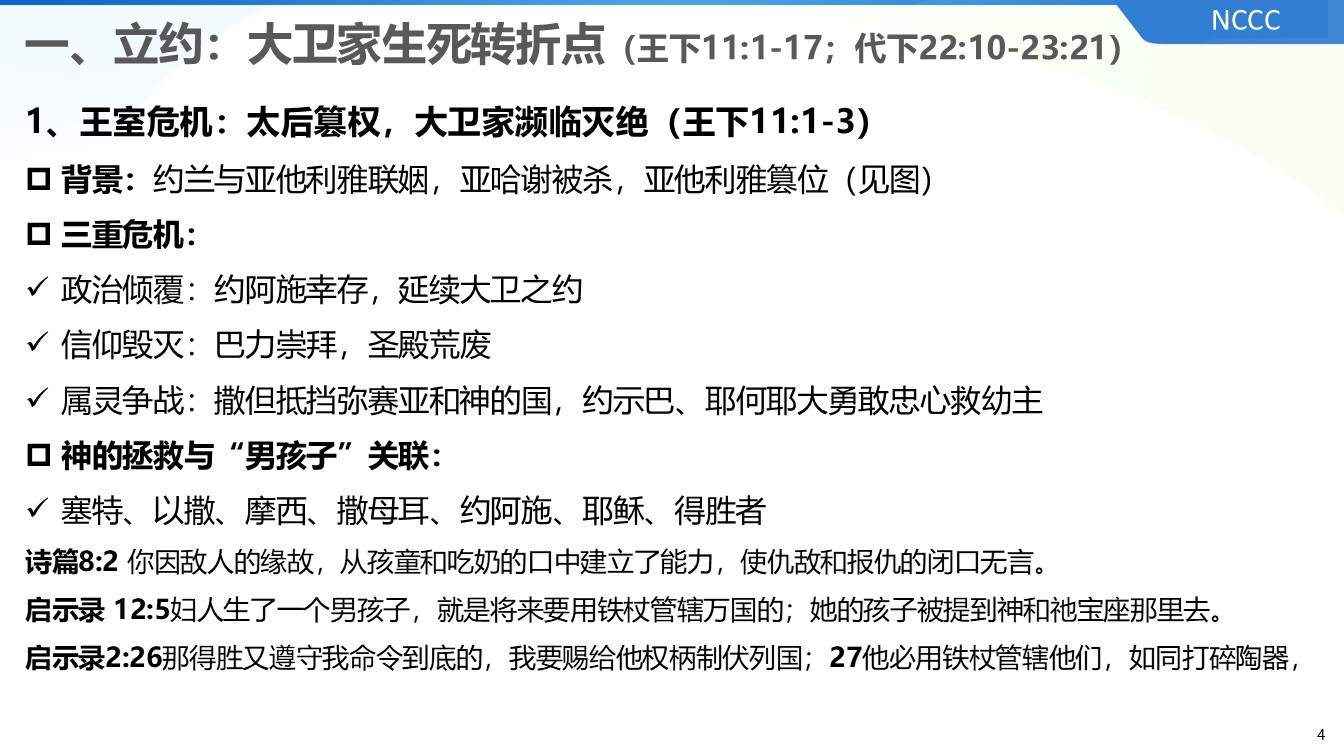 NCCC
一、立约：大卫家生死转折点（王下11:1-17；代下22:10-23:21）
1、王室危机：太后篡权，大卫家濒临灭绝（王下11:1-3）
背景：约兰与亚他利雅联姻，亚哈谢被杀，亚他利雅篡位（见图）
三重危机：
✓ 政治倾覆：约阿施幸存，延续大卫之约
✓ 信仰毁灭：巴力崇拜，圣殿荒废
✓ 属灵争战：撒但抵挡弥赛亚和神的国，约示巴、耶何耶大勇敢忠心救幼主
神的拯救与“男孩子”关联：
✓ 塞特、以撒、摩西、撒母耳、约阿施、耶稣、得胜者
诗篇8:2 你因敌人的缘故，从孩童和吃奶的口中建立了能力，使仇敌和报仇的闭口无言。
启示录 12:5妇人生了一个男孩子，就是将来要用铁杖管辖万国的；她的孩子被提到神和祂宝座那里去。
启示录2:26那得胜又遵守我命令到底的，我要赐给他权柄制伏列国；27他必用铁杖管辖他们，如同打碎陶器，
4